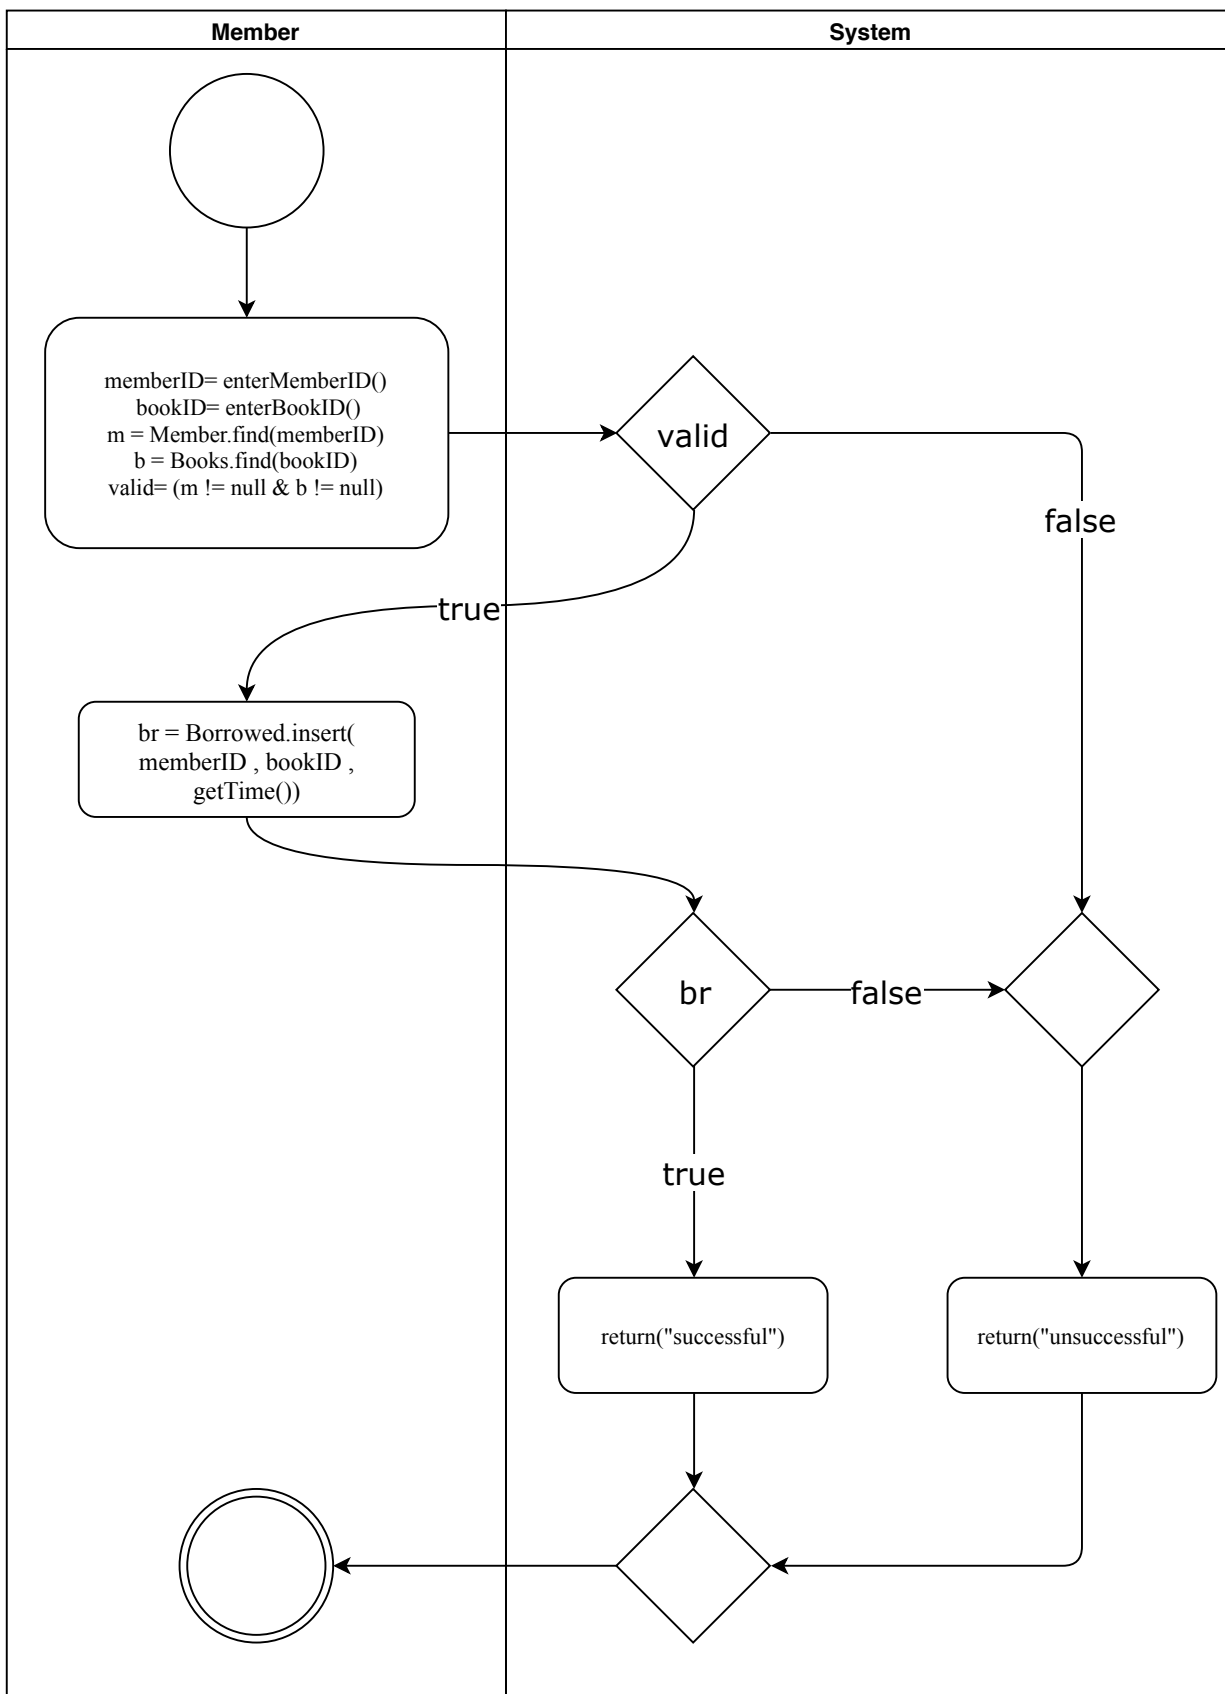 Member
System
memberID= enterMemberID()
bookID= enterBookID()
m = Member.find(memberID)
b = Books.find(bookID)
valid= (m != null & b != null)
valid
false
true
br = Borrowed.insert(
memberID , bookID ,
getTime())
br
false
true
return("successful")
return("unsuccessful")